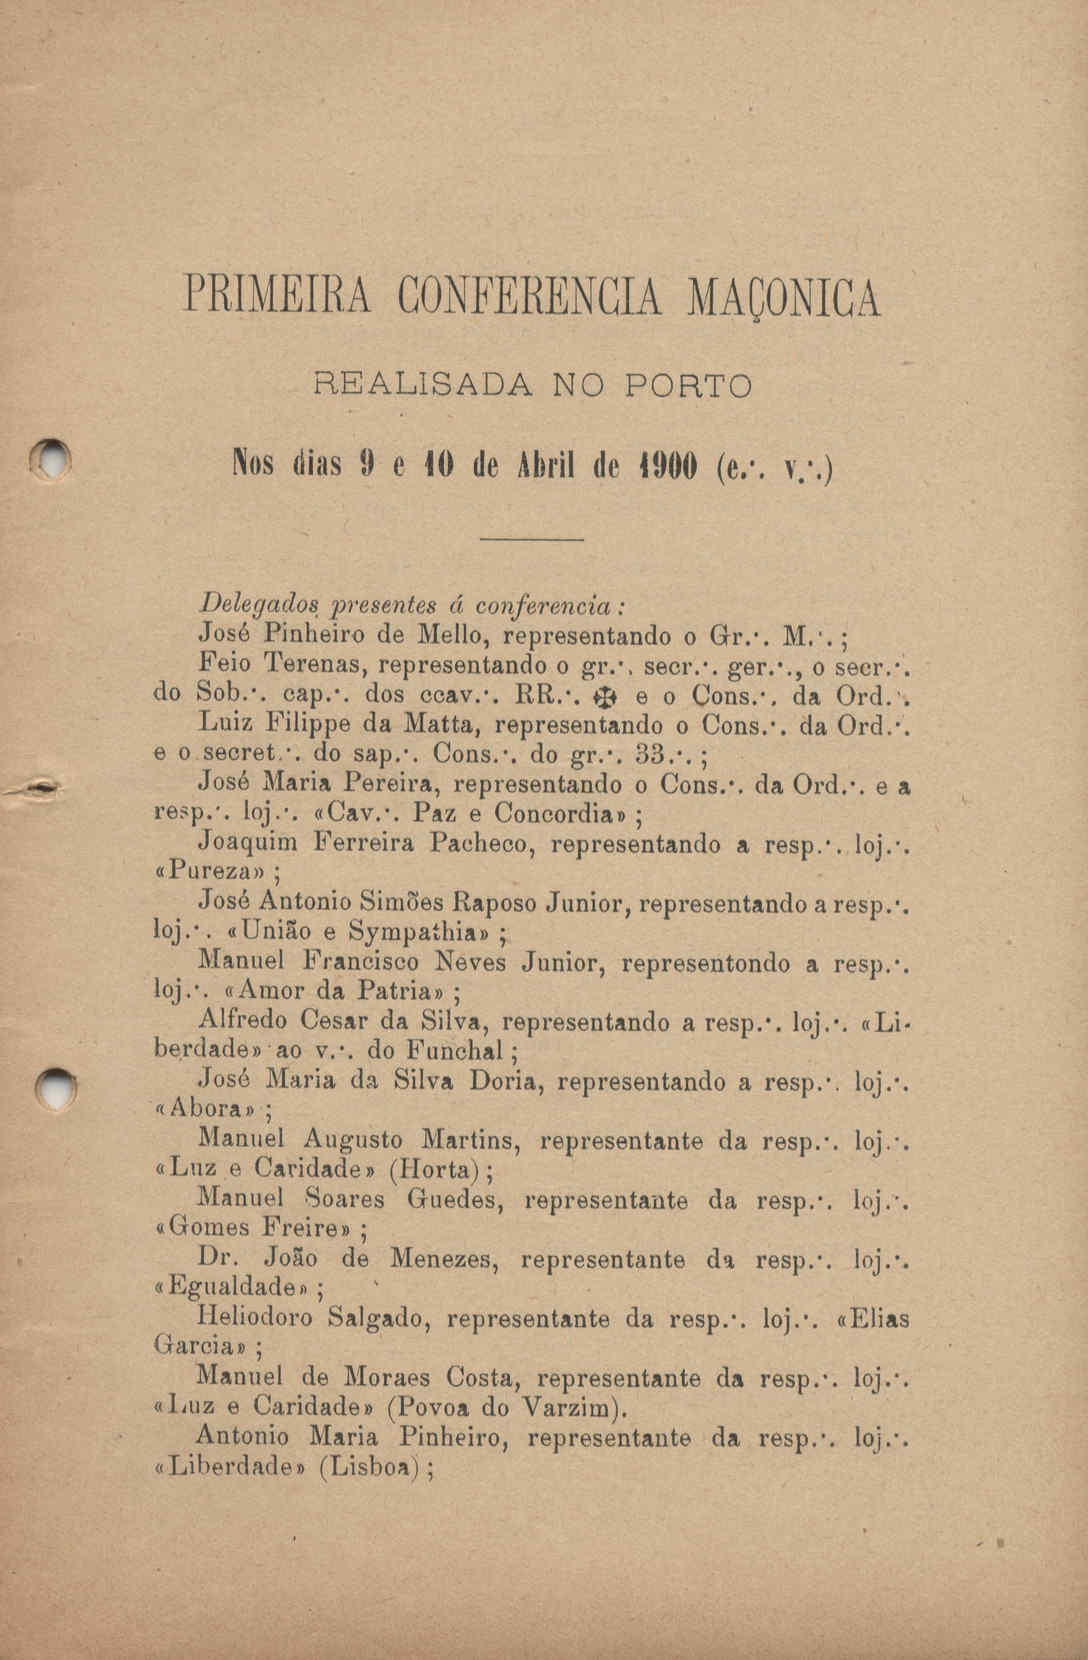 PRIMEIRA CONFERENCIA MAÇONICA
REALISADA NO PORTO
Nos dias 9 e 10 de Abril de 1900 (e.·. v.·.)
Delegados presentes á conferencia :
José Pinheiro de Mello, representando o Gr.·. M.·. ;
Feio Terenas, representando o gr.·. secr.·. ger.·., o secr.·.
do Sob.·. cap.·. dos ccav.·. RR.·. ✠ e o Cons.·. da Ord.·.
Luiz Filippe da Matta, representando o Cons.·. da Ord.·.
e o secret.·. do sap.·. Cons.·. do gr.·. 33.·. ;
José Maria Pereira, representando o Cons.·. da Ord.·. e a
resp.·. loj.·. «Cav.·. Paz e Concordia» ;
Joaquim Ferreira Pacheco, representando a resp.·. loj.·.
«Pureza» ;
José Antonio Simões Raposo Junior, representando a resp.·.
loj.·. «União e Sympathia» ;
Manuel Francisco Neves Junior, representondo a resp.·.
loj.·. «Amor da Patria» ;
Alfredo Cesar da Silva, representando a resp.·. loj.·. «Li-
berdade» ao v.·. do Funchal ;
José Maria da Silva Doria, representando a resp.·. loj.·.
«Abora» ;
Manuel Augusto Martins, representante da resp.·. loj.·.
«Luz e Caridade» (Horta) ;
Manuel Soares Guedes, representante da resp.·. loj.·.
«Gomes Freire» ;
Dr. João de Menezes, representante da resp.·. loj.·.
«Egualdade» ;
Heliodoro Salgado, representante da resp.·. loj.·. «Elias
Garcia» ;
Manuel de Moraes Costa, representante da resp.·. loj.·.
«Luz e Caridade» (Povoa do Varzim).
Antonio Maria Pinheiro, representante da resp.·. loj.·.
«Liberdade» (Lisboa) ;